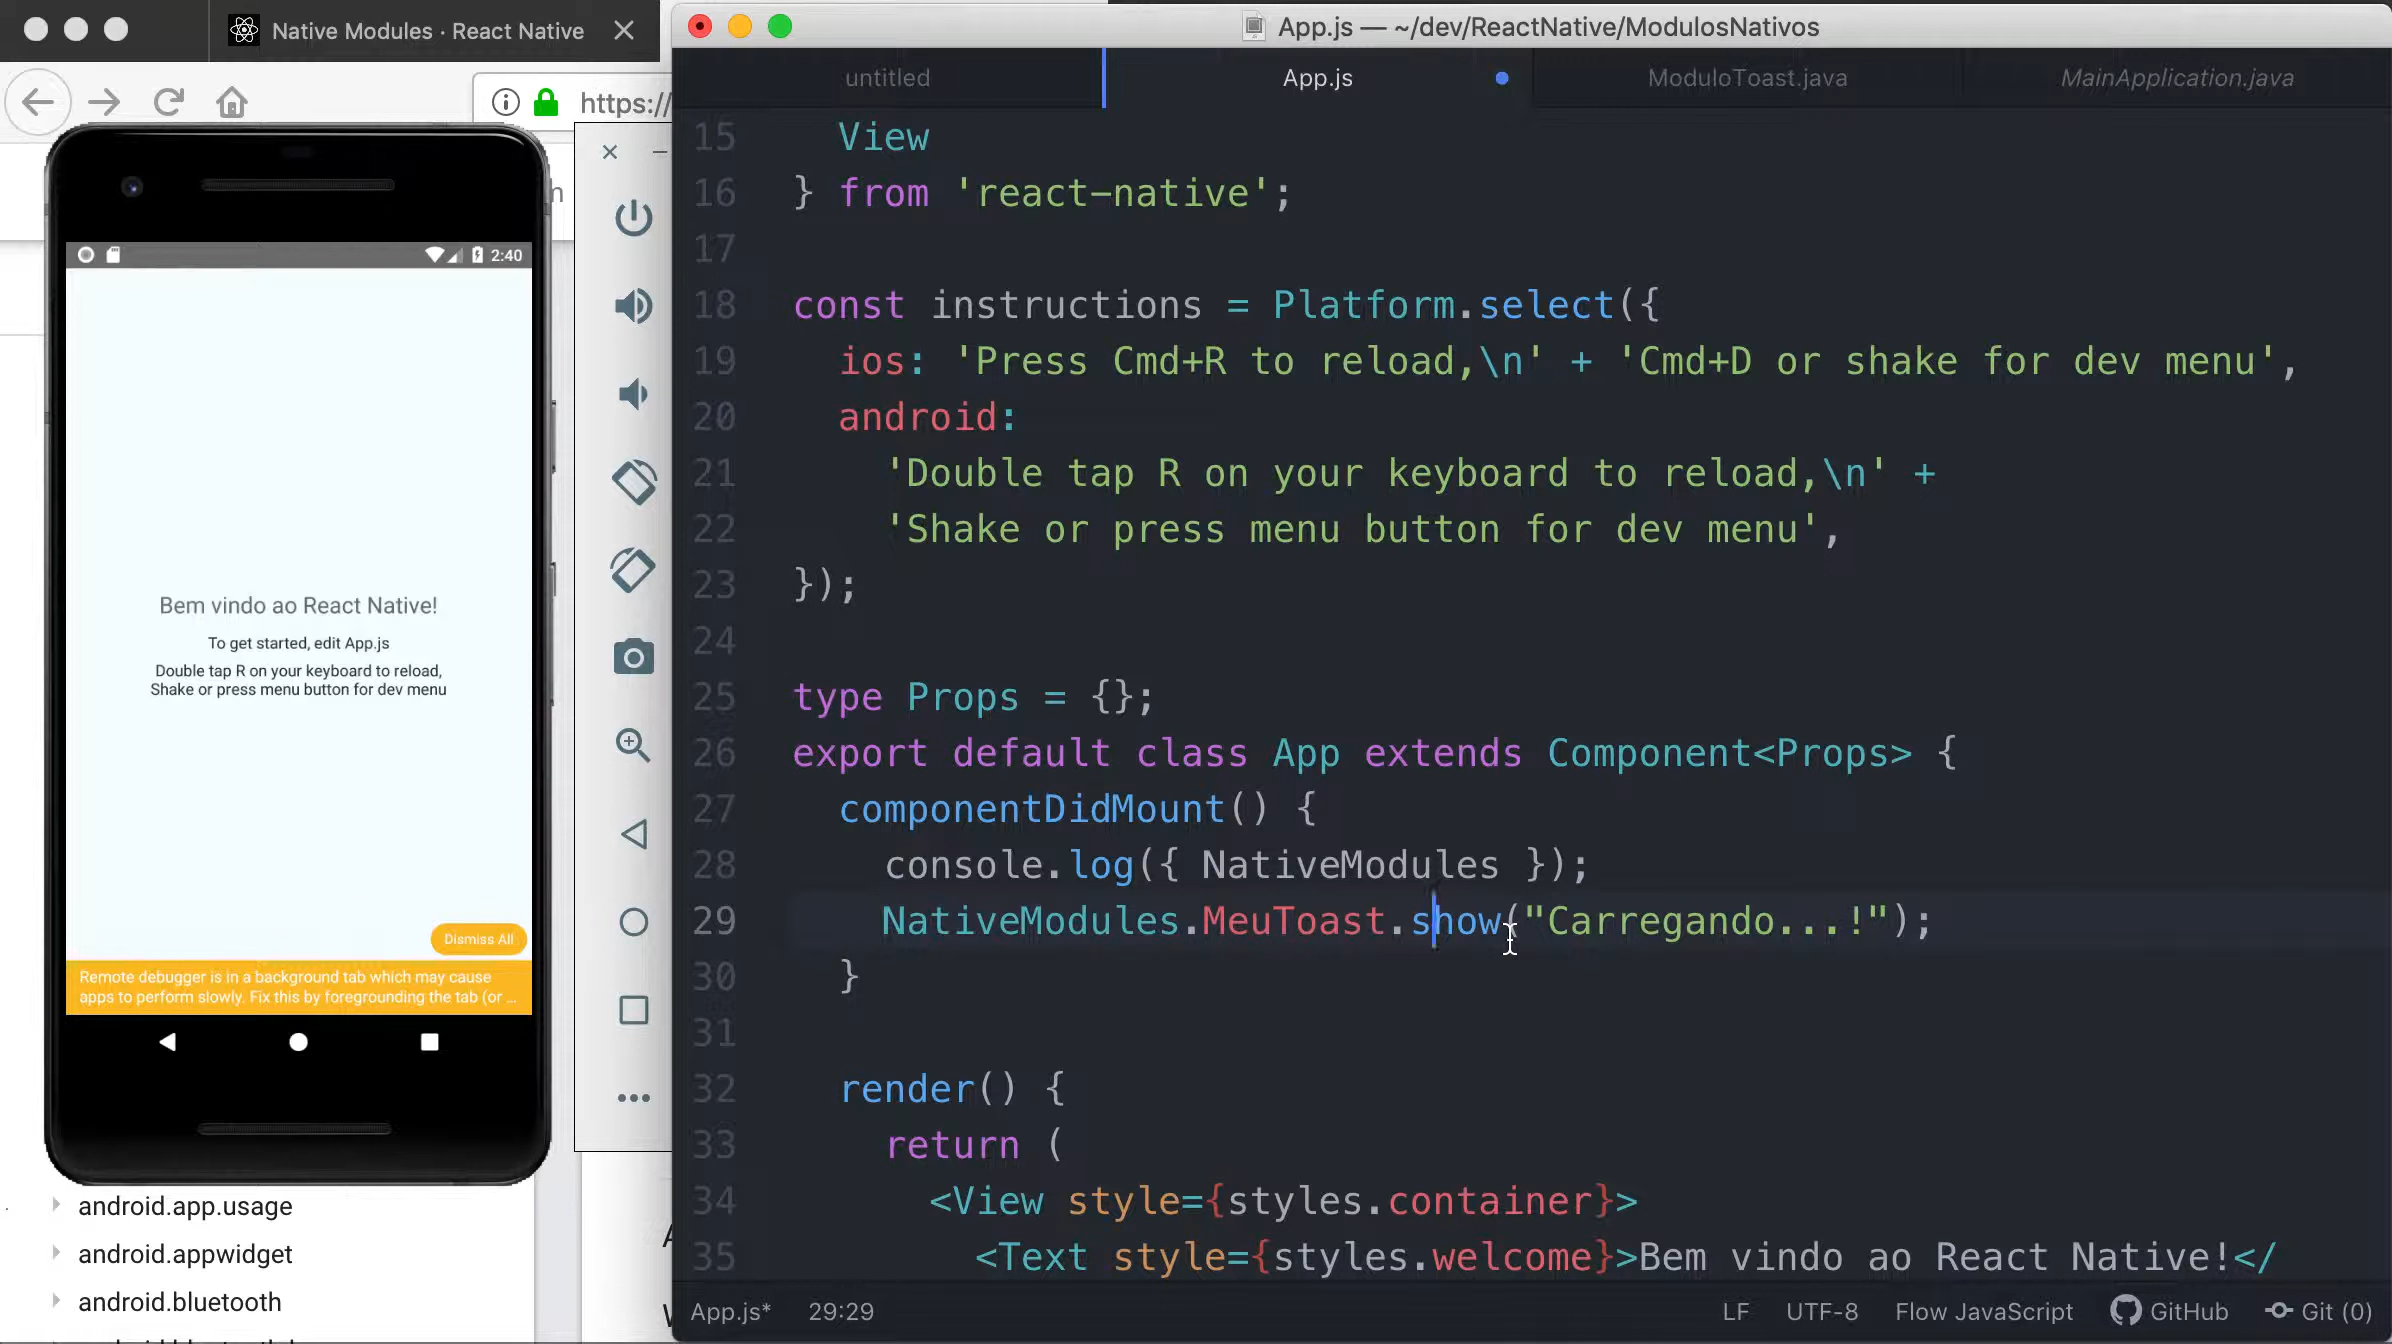 Native Modules · React Native
https://
2:40
Bem vindo ao React Native!
To get started, edit App.js
Double tap R on your keyboard to reload,
Shake or press menu button for dev menu
Dismiss All
Remote debugger is in a background tab which may cause
apps to perform slowly. Fix this by foregrounding the tab (or ...
android.app.usage
android.appwidget
android.bluetooth
App.js — ~/dev/ReactNative/ModulosNativos
untitled
App.js
ModuloToast.java
MainApplication.java
15 View
16 } from 'react-native';
17
18 const instructions = Platform.select({
19 ios: 'Press Cmd+R to reload,\n' + 'Cmd+D or shake for dev menu',
20 android:
21 'Double tap R on your keyboard to reload,\n' +
22 'Shake or press menu button for dev menu',
23 });
24
25 type Props = {};
26 export default class App extends Component<Props> {
27 componentDidMount() {
28 console.log({ NativeModules });
29 NativeModules.MeuToast.show("Carregando...!");
30 }
31
32 render() {
33 return (
34 <View style={styles.container}>
35 <Text style={styles.welcome}>Bem vindo ao React Native!</
App.js* 29:29 LF UTF-8 Flow JavaScript GitHub Git (0)